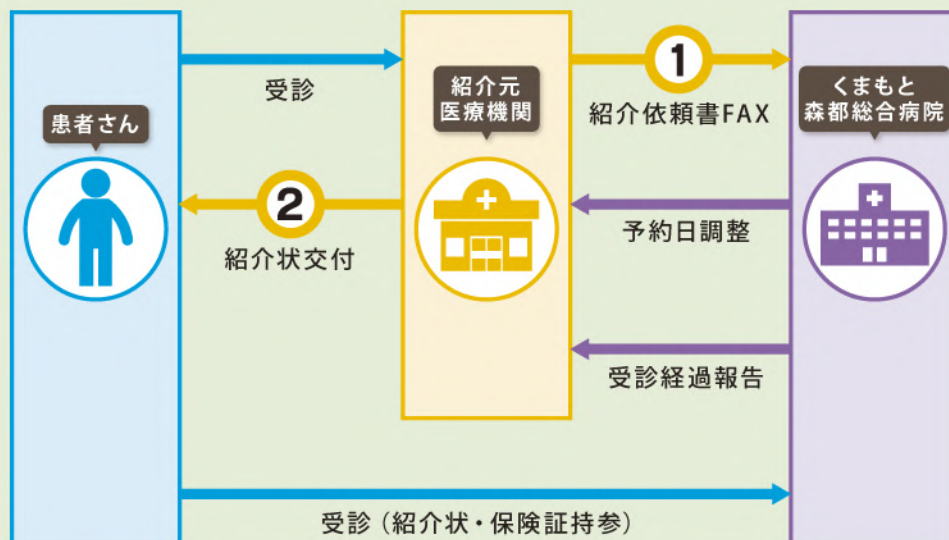 受診
1
紹介依頼書FAX
患者さん
紹介元
医療機関
くまもと
森都総合病院
2
紹介状交付
予約日調整
受診経過報告
受診（紹介状・保険証持参）